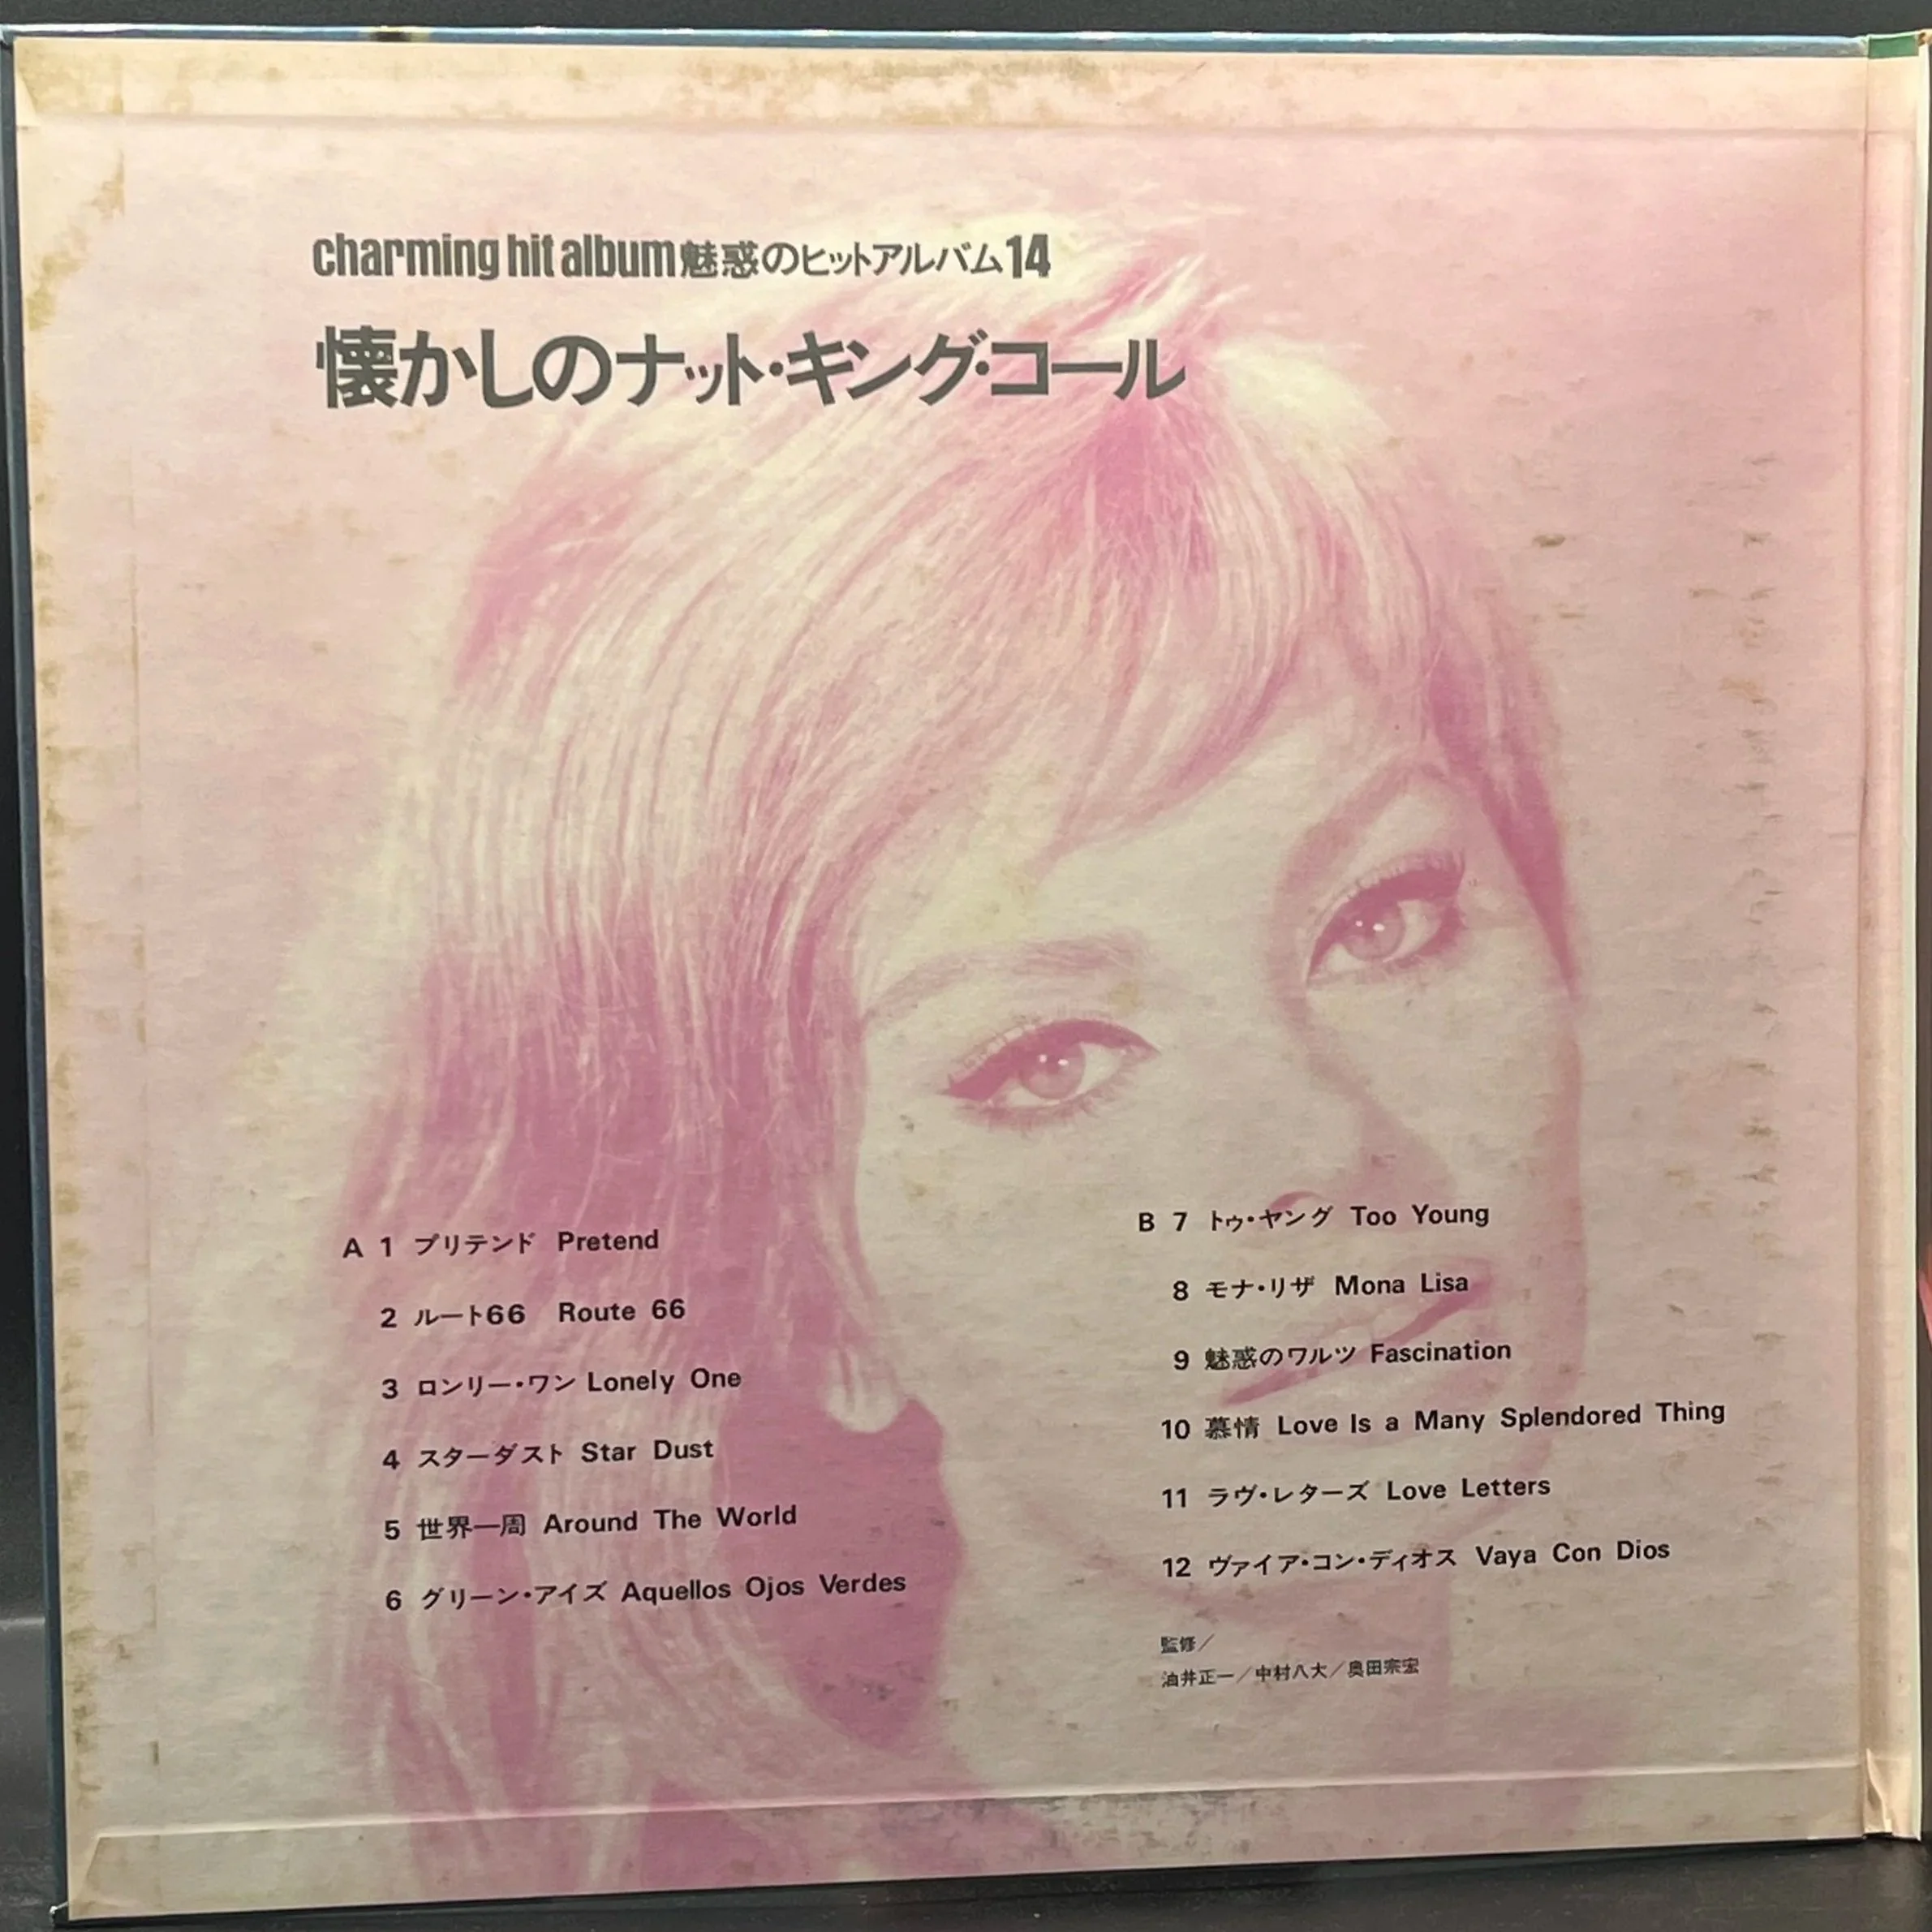 charming hit album魅惑のヒットアルバム14
懐かしのナット・キング・コール
A 1 プリテンド Pretend
2 ルート66 Route 66
3 ロンリー・ワン Lonely One
4 スターダスト Star Dust
5 世界一周 Around The World
6 グリーン・アイズ Aquellos Ojos Verdes
B 7 トゥ・ヤング Too Young
8 モナ・リザ Mona Lisa
9 魅惑のワルツ Fascination
10 慕情 Love Is a Many Splendored Thing
11 ラヴ・レターズ Love Letters
12 ヴァイア・コン・ディオス Vaya Con Dios
監修／
油井正一／中村八大／奥田宗宏